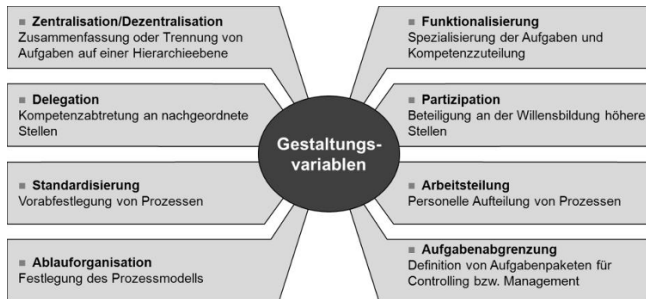 Zentralisation/Dezentralisation
Zusammenfassung oder Trennung von
Aufgaben auf einer Hierarchieebene
Delegation
Kompetenzabtretung an nachgeordnete
Stellen
Standardisierung
Vorabfestlegung von Prozessen
Ablauforganisation
Festlegung des Prozessmodells
Gestaltungs-
variablen
Funktionalisierung
Spezialisierung der Aufgaben und
Kompetenzzuteilung
Partizipation
Beteiligung an der Willensbildung höhere
Stellen
Arbeitsteilung
Personelle Aufteilung von Prozessen
Aufgabenabgrenzung
Definition von Aufgabenpaketen für
Controlling bzw. Management